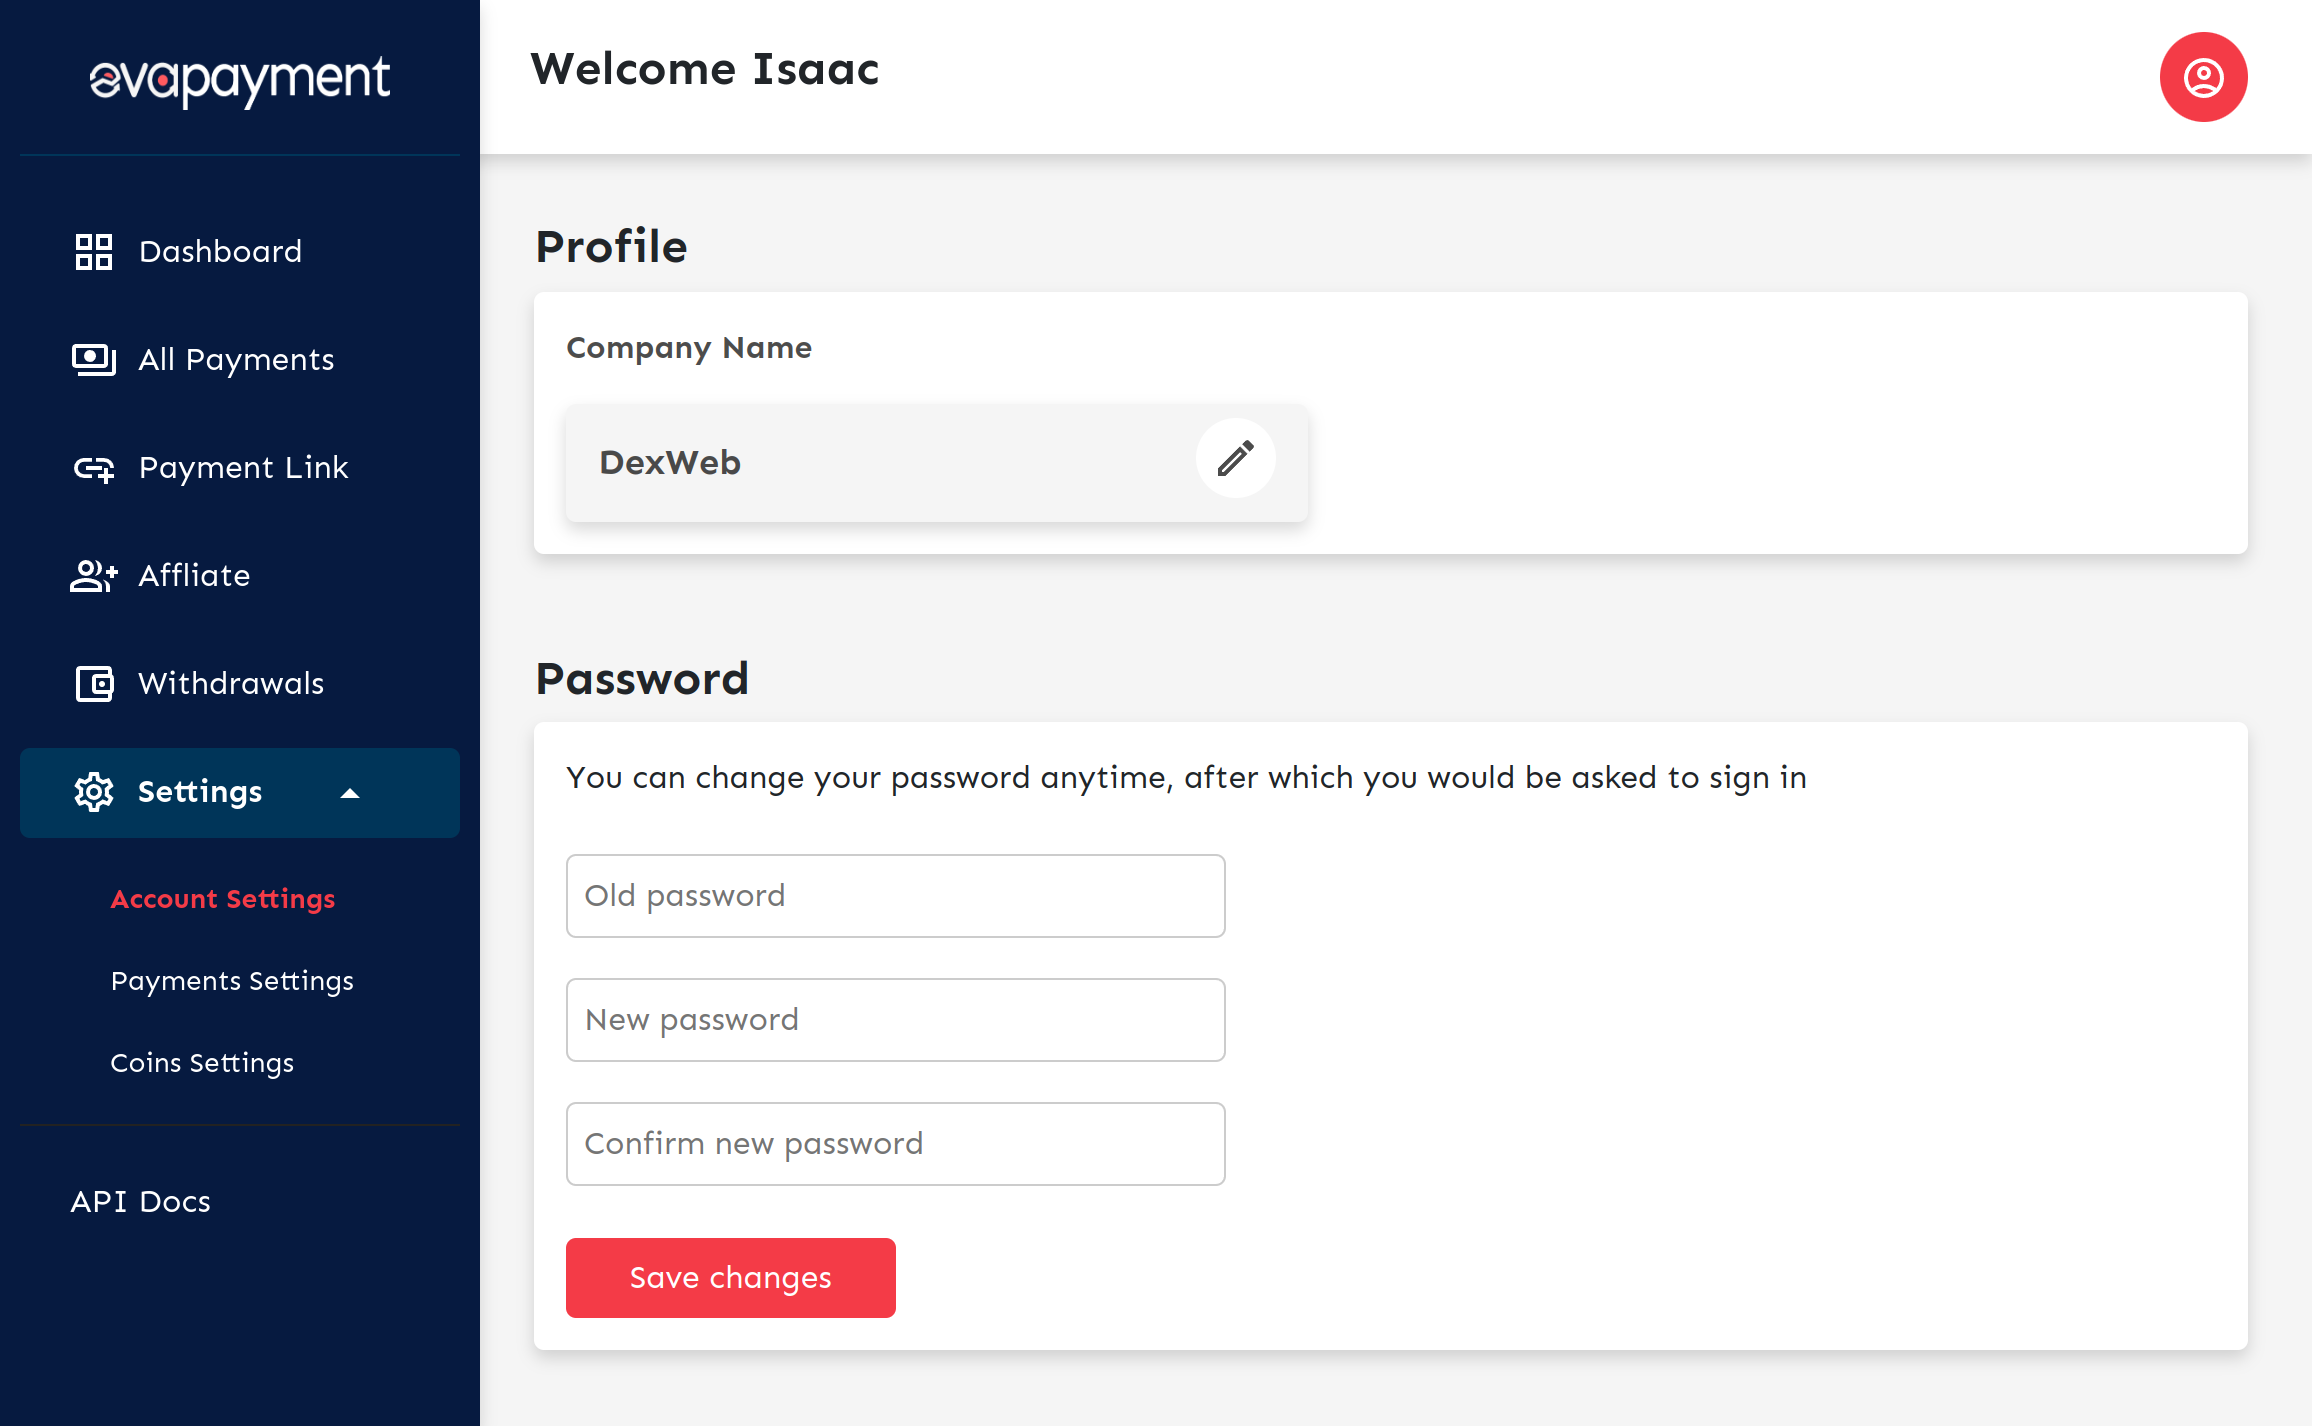 evapayment
Welcome Isaac
Dashboard
All Payments
Payment Link
Affliate
Withdrawals
Settings
Account Settings
Payments Settings
Coins Settings
API Docs
Profile
Company Name
DexWeb
Password
You can change your password anytime, after which you would be asked to sign in
Old password
New password
Confirm new password
Save changes